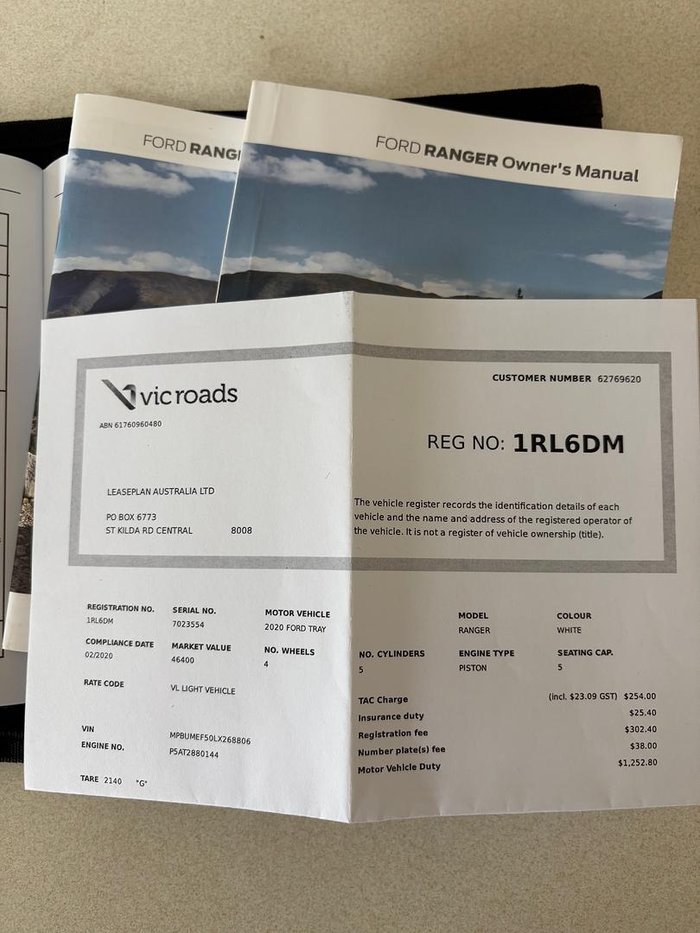 FORD RANG
FORD RANGER Owner's Manual
vic roads
ABN 61760960480
CUSTOMER NUMBER 62769620
REG NO: 1RL6DM
LEASEPLAN AUSTRALIA LTD
PO BOX 6773
ST KILDA RD CENTRAL 8008
The vehicle register records the identification details of each
vehicle and the name and address of the registered operator of
the vehicle. It is not a register of vehicle ownership (title).
REGISTRATION NO. SERIAL NO. MOTOR VEHICLE MODEL COLOUR
1RL6DM 7023554 2020 FORD TRAY RANGER WHITE
COMPLIANCE DATE MARKET VALUE NO. WHEELS NO. CYLINDERS ENGINE TYPE SEATING CAP.
02/2020 46400 4 5 PISTON 5
RATE CODE VL LIGHT VEHICLE
VIN MPBUMEF50LX268806
ENGINE NO. P5AT2880144
TARE 2140 "G"
TAC Charge (incl. $23.09 GST) $254.00
Insurance duty $25.40
Registration fee $302.40
Number plate(s) fee $38.00
Motor Vehicle Duty $1,252.80